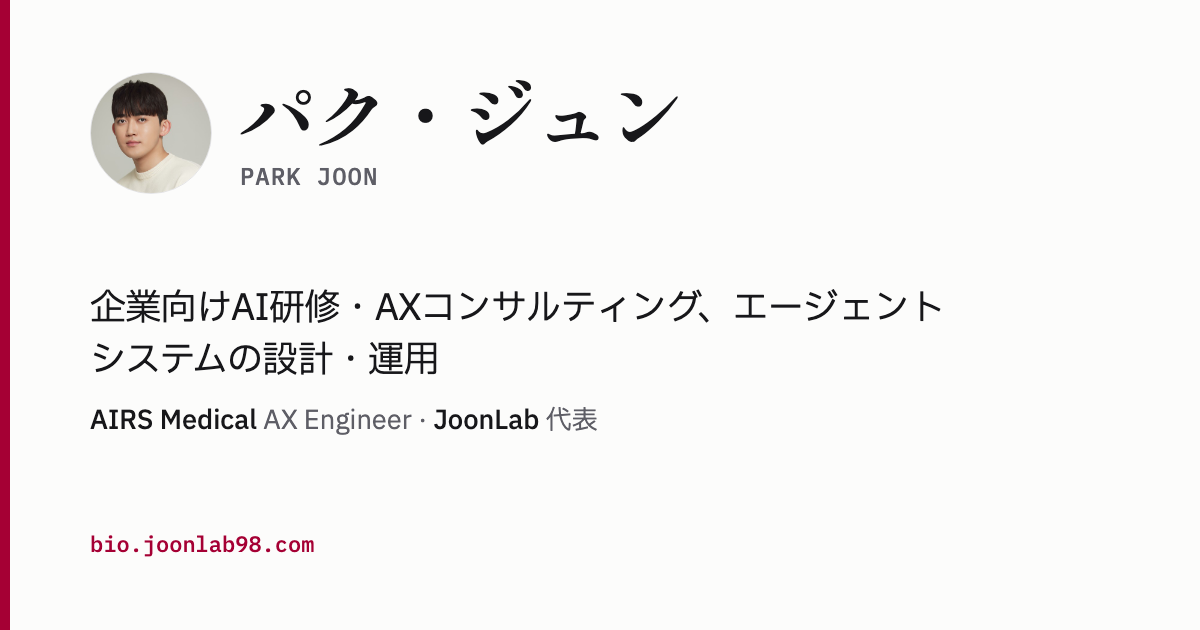 パク・ジュン
PARK JOON
企業向けAI研修・AXコンサルティング、エージェント
システムの設計・運用
AIRS Medical AX Engineer · JoonLab 代表
bio.joonlab98.com